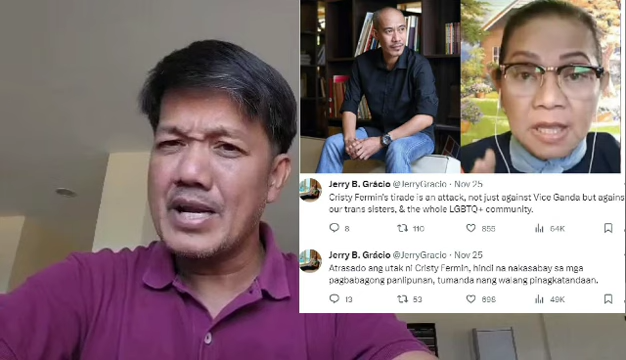 Jerry B. Grácio @JerryGracio · Nov 25
Cristy Fermin's tirade is an attack, not just against Vice Ganda but agains
our trans sisters, & the whole LGBTQ+ community.
8 110 855 64K
Jerry B. Grácio @JerryGracio · Nov 25
Atrasado ang utak ni Cristy Fermin, hindi na nakasabay sa mga
pagbabagong panlipunan, tumanda nang walang pinagkatandaan.
13 53 698 49K